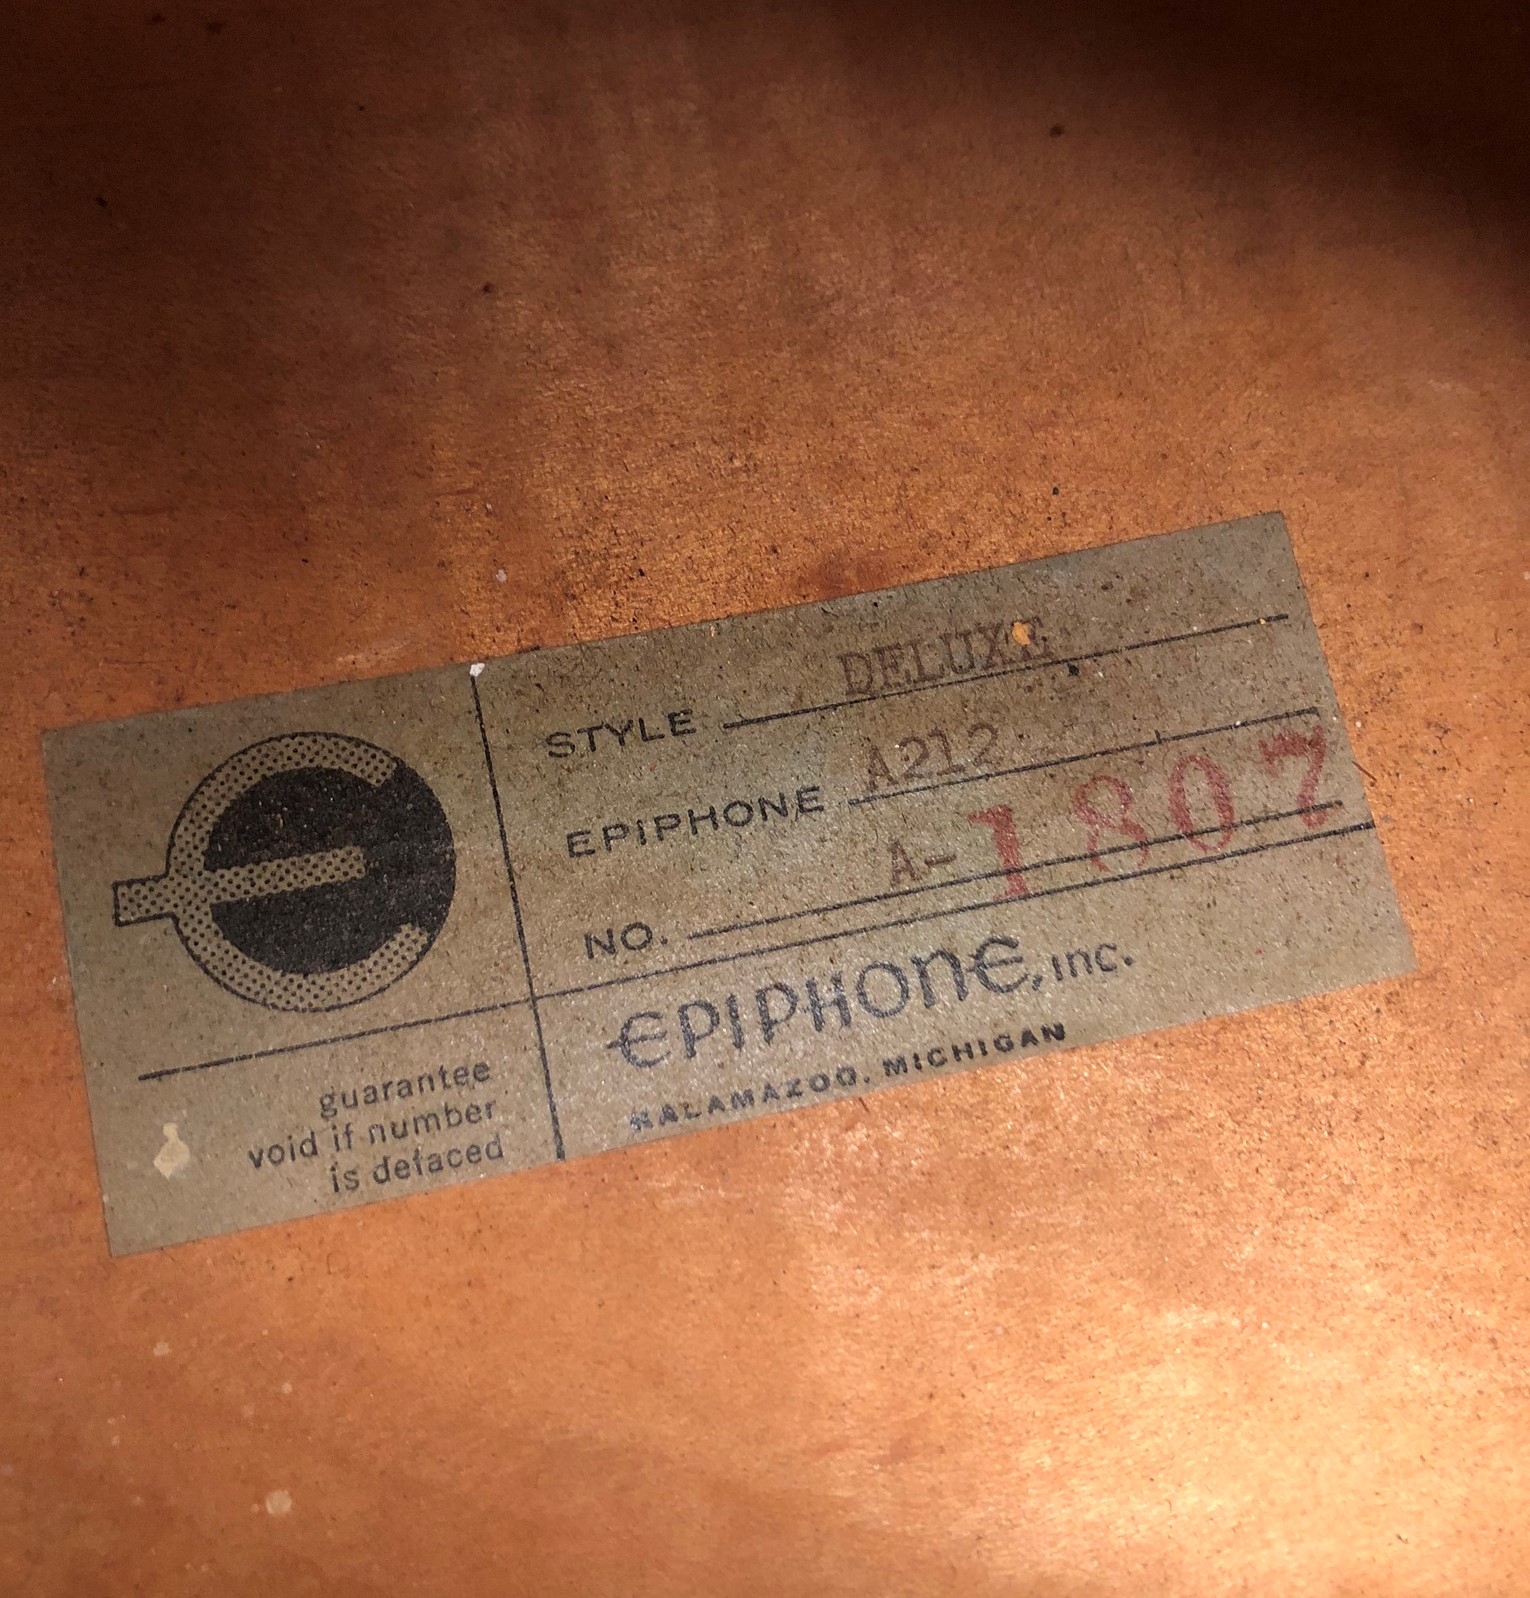 STYLE DELUXE
EPIPHONE A212
NO. A-1807
EPIPHONE, inc.
KALAMAZOO, MICHIGAN
guarantee
void if number
is defaced